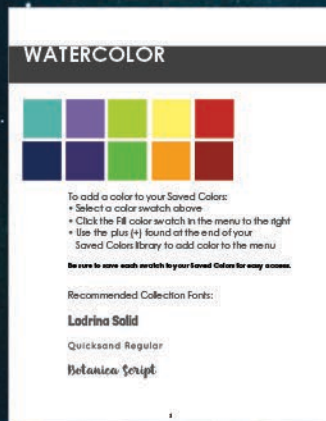 WATERCOLOR
To add a color to your Saved Colors:
• Select a color swatch above
• Click the Fill color swatch in the menu to the right
• Use the plus (+) found at the end of your
Saved Colors library to add color to the menu
Be sure to save each swatch to your Saved Colors for easy access.
Recommended Collection Fonts:
Londrina Solid
Quicksand Regular
Botanica Script